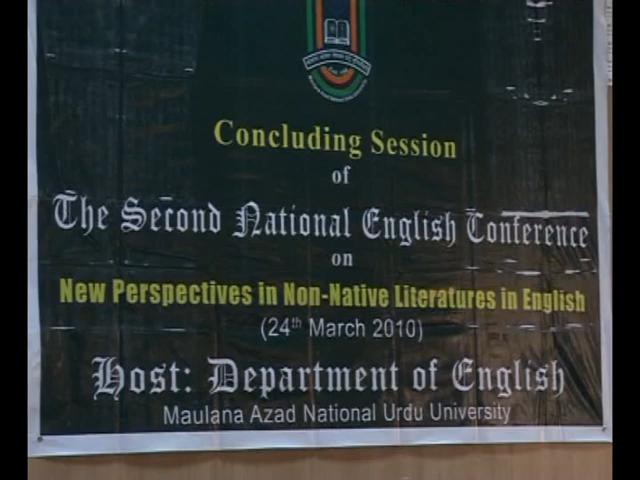 Concluding Session
of
The Second National English Conference
on
New Perspectives in Non-Native Literatures in English
(24th March 2010)
Host: Department of English
Maulana Azad National Urdu University